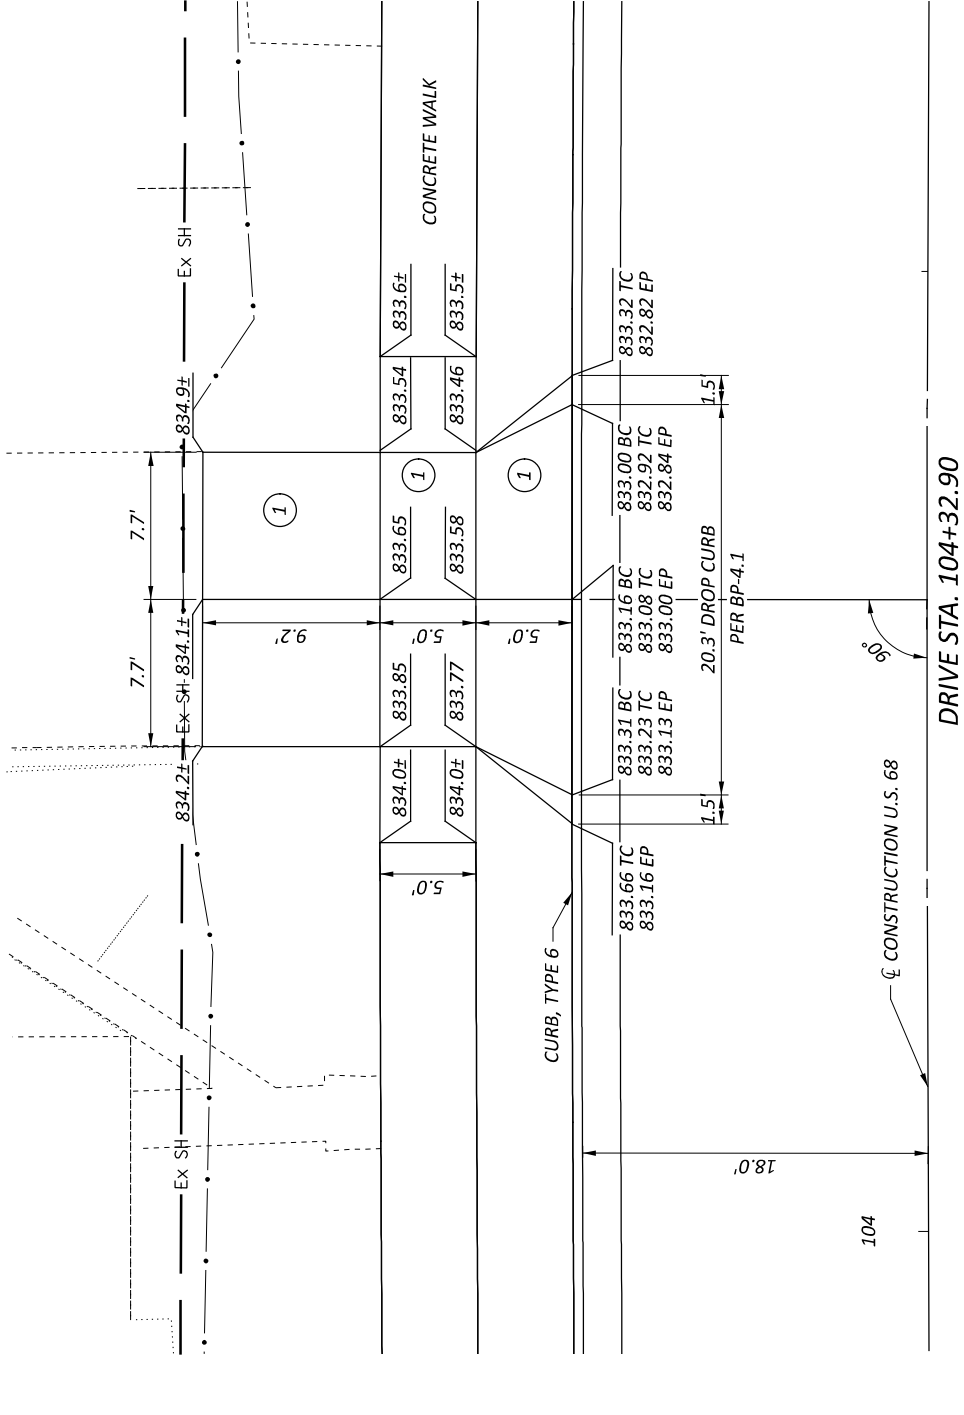 Ex SH
834.9±
7.7'
7.7'
834.1±
Ex SH
834.2±
Ex SH
CONCRETE WALK
833.6±
833.5±
833.54
833.46
833.65
833.58
833.85
833.77
834.0±
834.0±
1
1
1
9.2'
5.0'
5.0'
5.0'
833.32 TC
832.82 EP
833.00 BC
832.92 TC
832.84 EP
833.16 BC
833.08 TC
833.00 EP
833.31 BC
833.23 TC
833.13 EP
833.66 TC
833.16 EP
1.5'
20.3' DROP CURB
PER BP-4.1
1.5'
CURB, TYPE 6
90°
DRIVE STA. 104+32.90
℄ CONSTRUCTION U.S. 68
18.0'
104